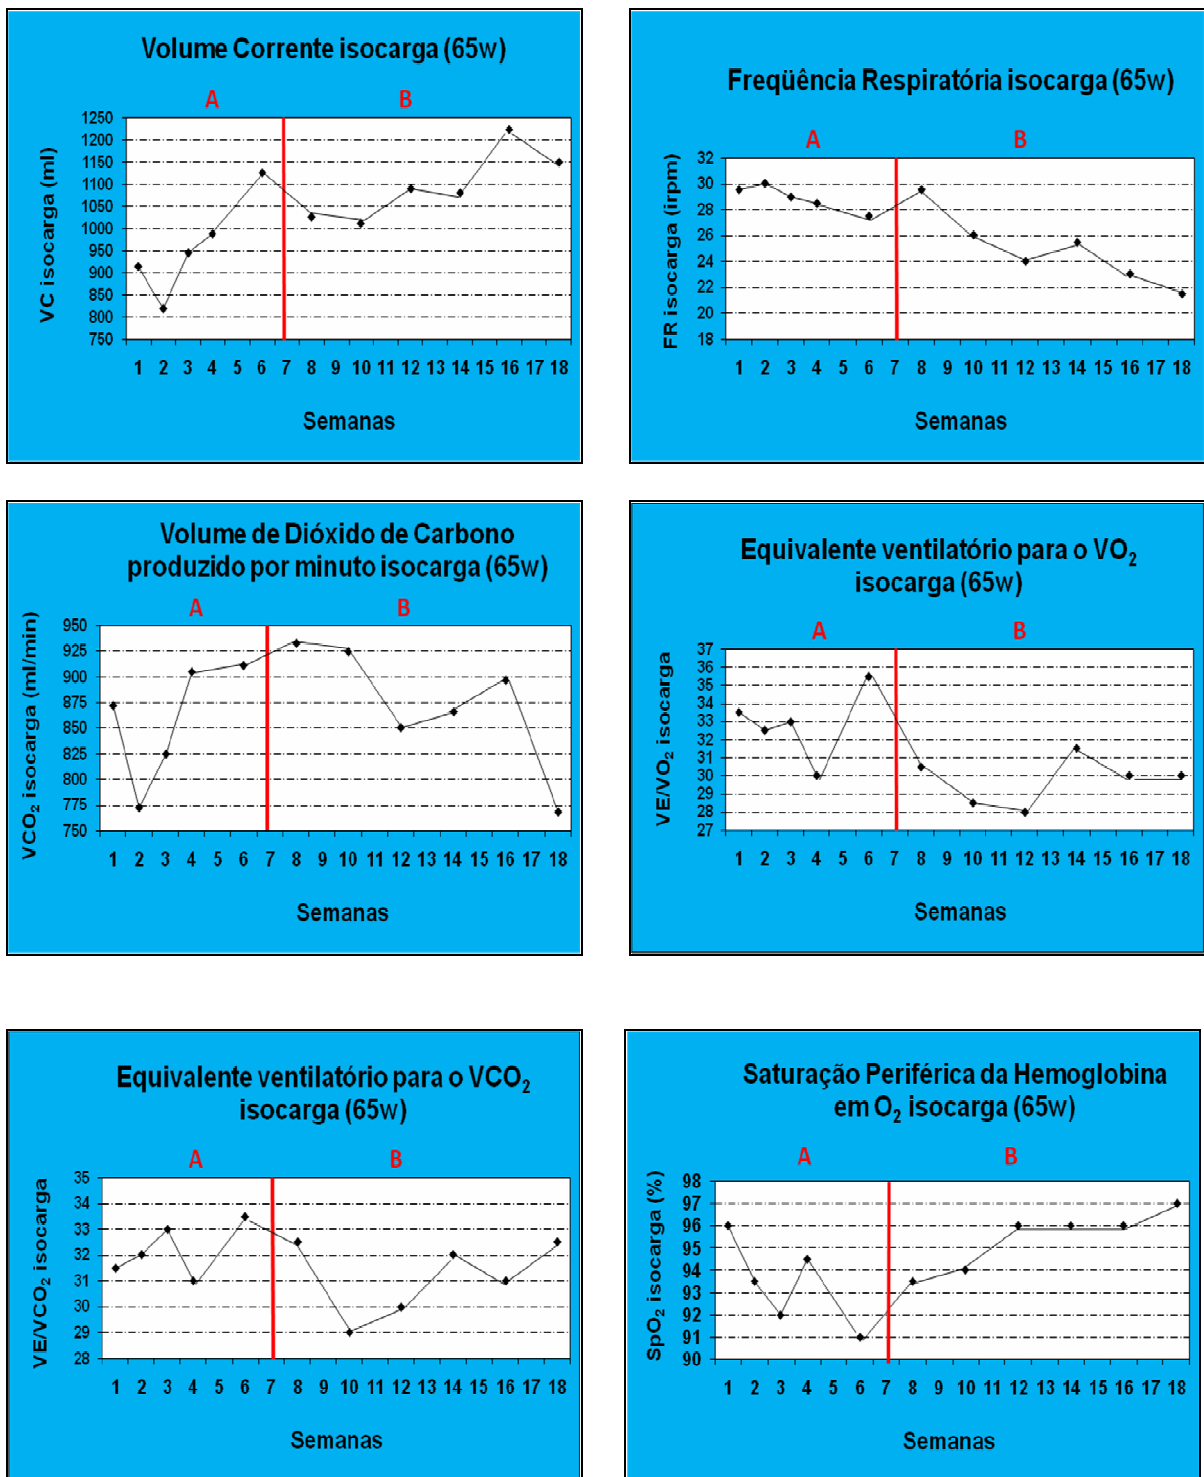 Volume Corrente isocarga (65w)
A B
VC isocarga (ml)
1250
1200
1150
1100
1050
1000
950
900
850
800
750
1 2 3 4 5 6 7 8 9 10 11 12 13 14 15 16 17 18
Semanas
Freqüência Respiratória isocarga (65w)
A B
FR isocarga (irpm)
32
30
28
26
24
22
20
18
1 2 3 4 5 6 7 8 9 10 11 12 13 14 15 16 17 18
Semanas
Volume de Dióxido de Carbono
produzido por minuto isocarga (65w)
A B
VCO₂ isocarga (ml/min)
950
925
900
875
850
825
800
775
750
1 2 3 4 5 6 7 8 9 10 11 12 13 14 15 16 17 18
Semanas
Equivalente ventilatório para o VO₂
isocarga (65w)
A B
VE/VO₂ isocarga
37
36
35
34
33
32
31
30
29
28
27
1 2 3 4 5 6 7 8 9 10 11 12 13 14 15 16 17 18
Semanas
Equivalente ventilatório para o VCO₂
isocarga (65w)
A B
VE/VCO₂ isocarga
35
34
33
32
31
30
29
28
1 2 3 4 5 6 7 8 9 10 11 12 13 14 15 16 17 18
Semanas
Saturação Periférica da Hemoglobina
em O₂ isocarga (65w)
A B
SpO₂ isocarga (%)
98
97
96
95
94
93
92
91
90
1 2 3 4 5 6 7 8 9 10 11 12 13 14 15 16 17 18
Semanas